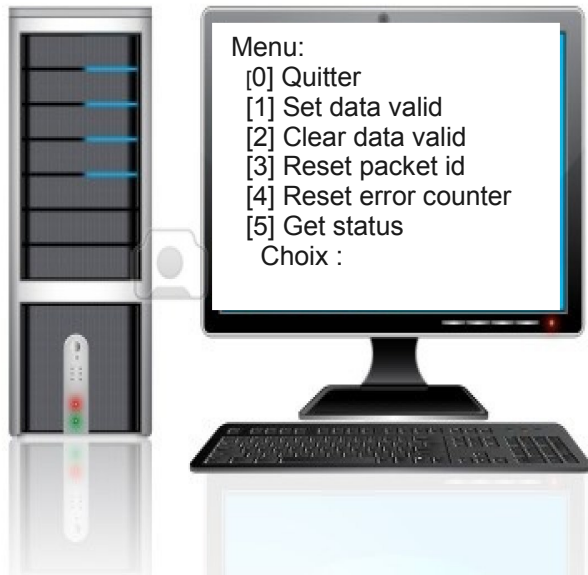 Menu:
[0] Quitter
[1] Set data valid
[2] Clear data valid
[3] Reset packet id
[4] Reset error counter
[5] Get status
Choix :